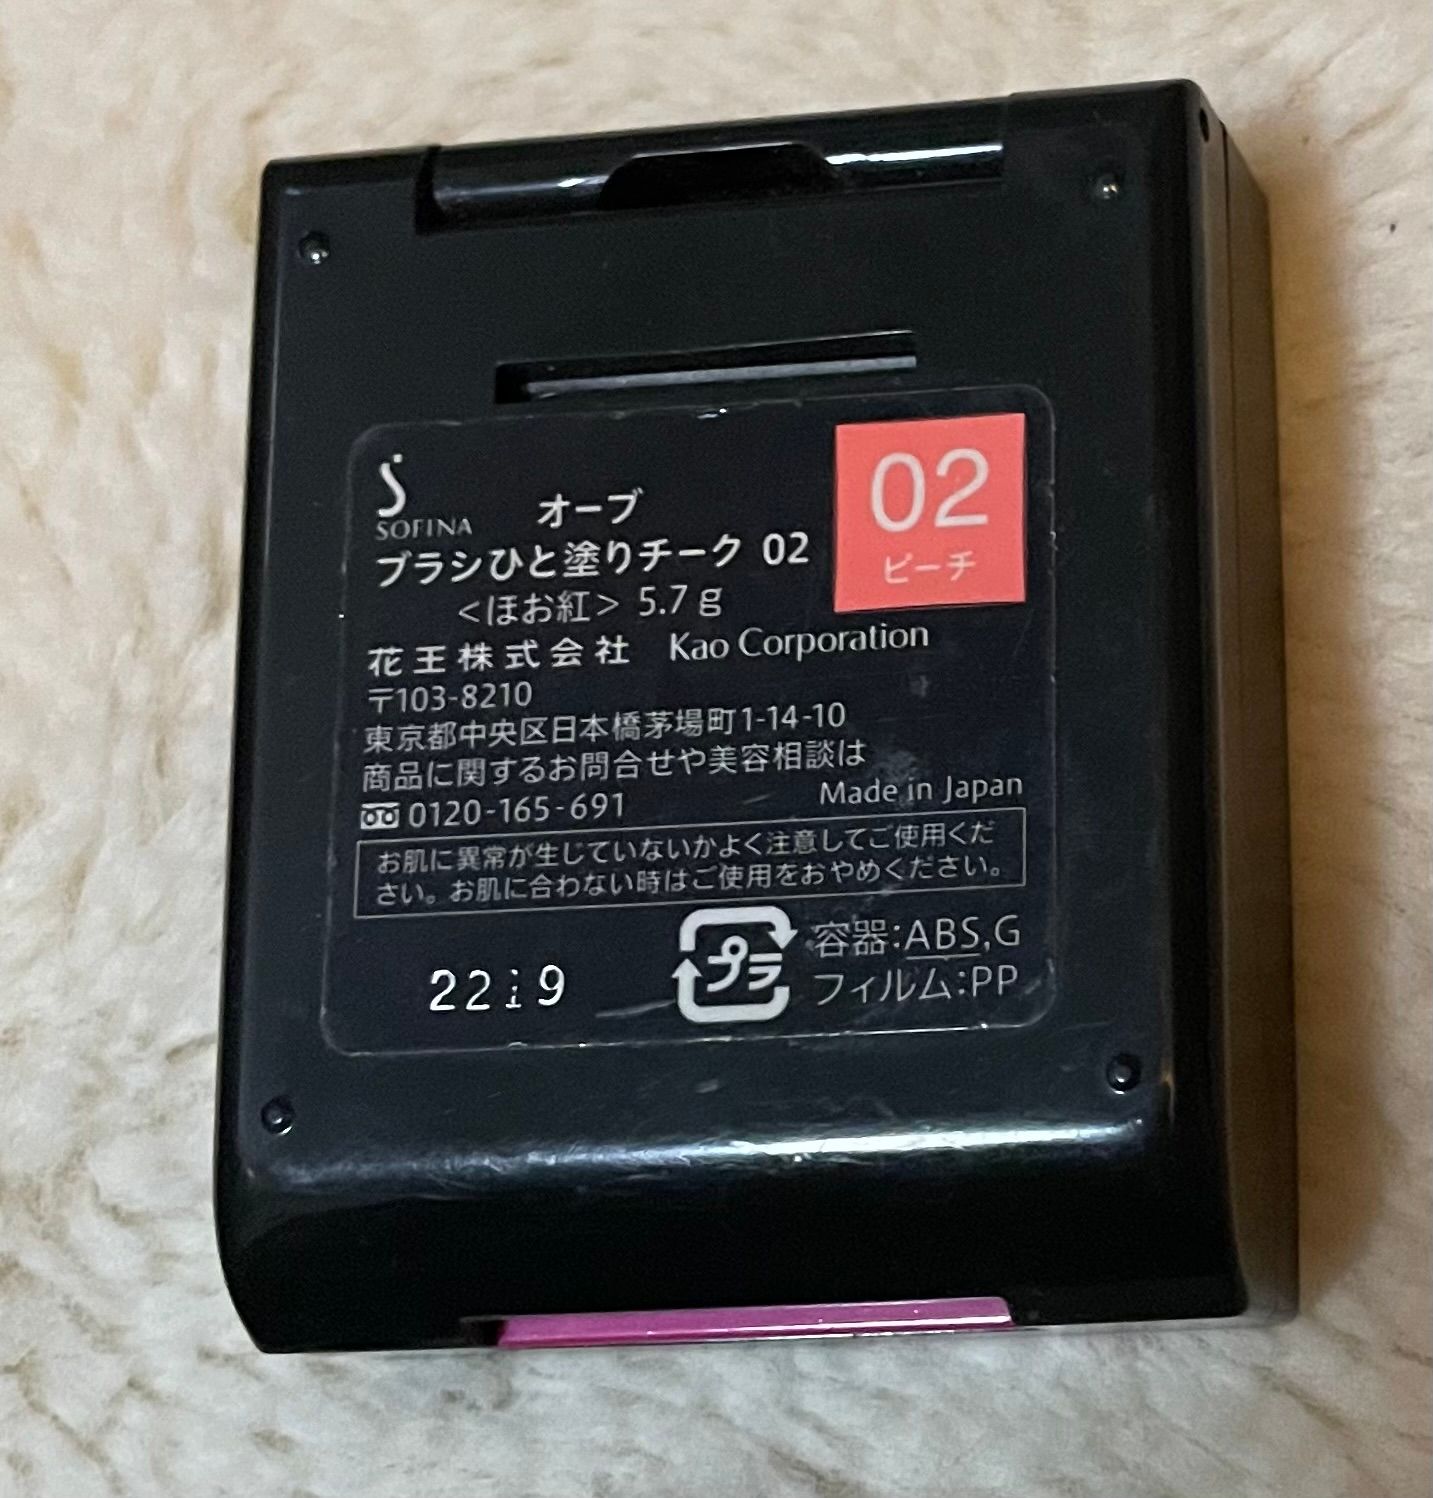 SOFINA オーブ
ブラシひと塗りチーク 02
<ほお紅> 5.7g
02
ピーチ
花王株式会社 Kao Corporation
〒103-8210
東京都中央区日本橋茅場町1-14-10
商品に関するお問合せや美容相談は
0120-165-691 Made in Japan
お肌に異常が生じていないかよく注意してご使用くだ
さい。お肌に合わない時はご使用をおやめください。
プラ
容器:ABS,G
フィルム:PP